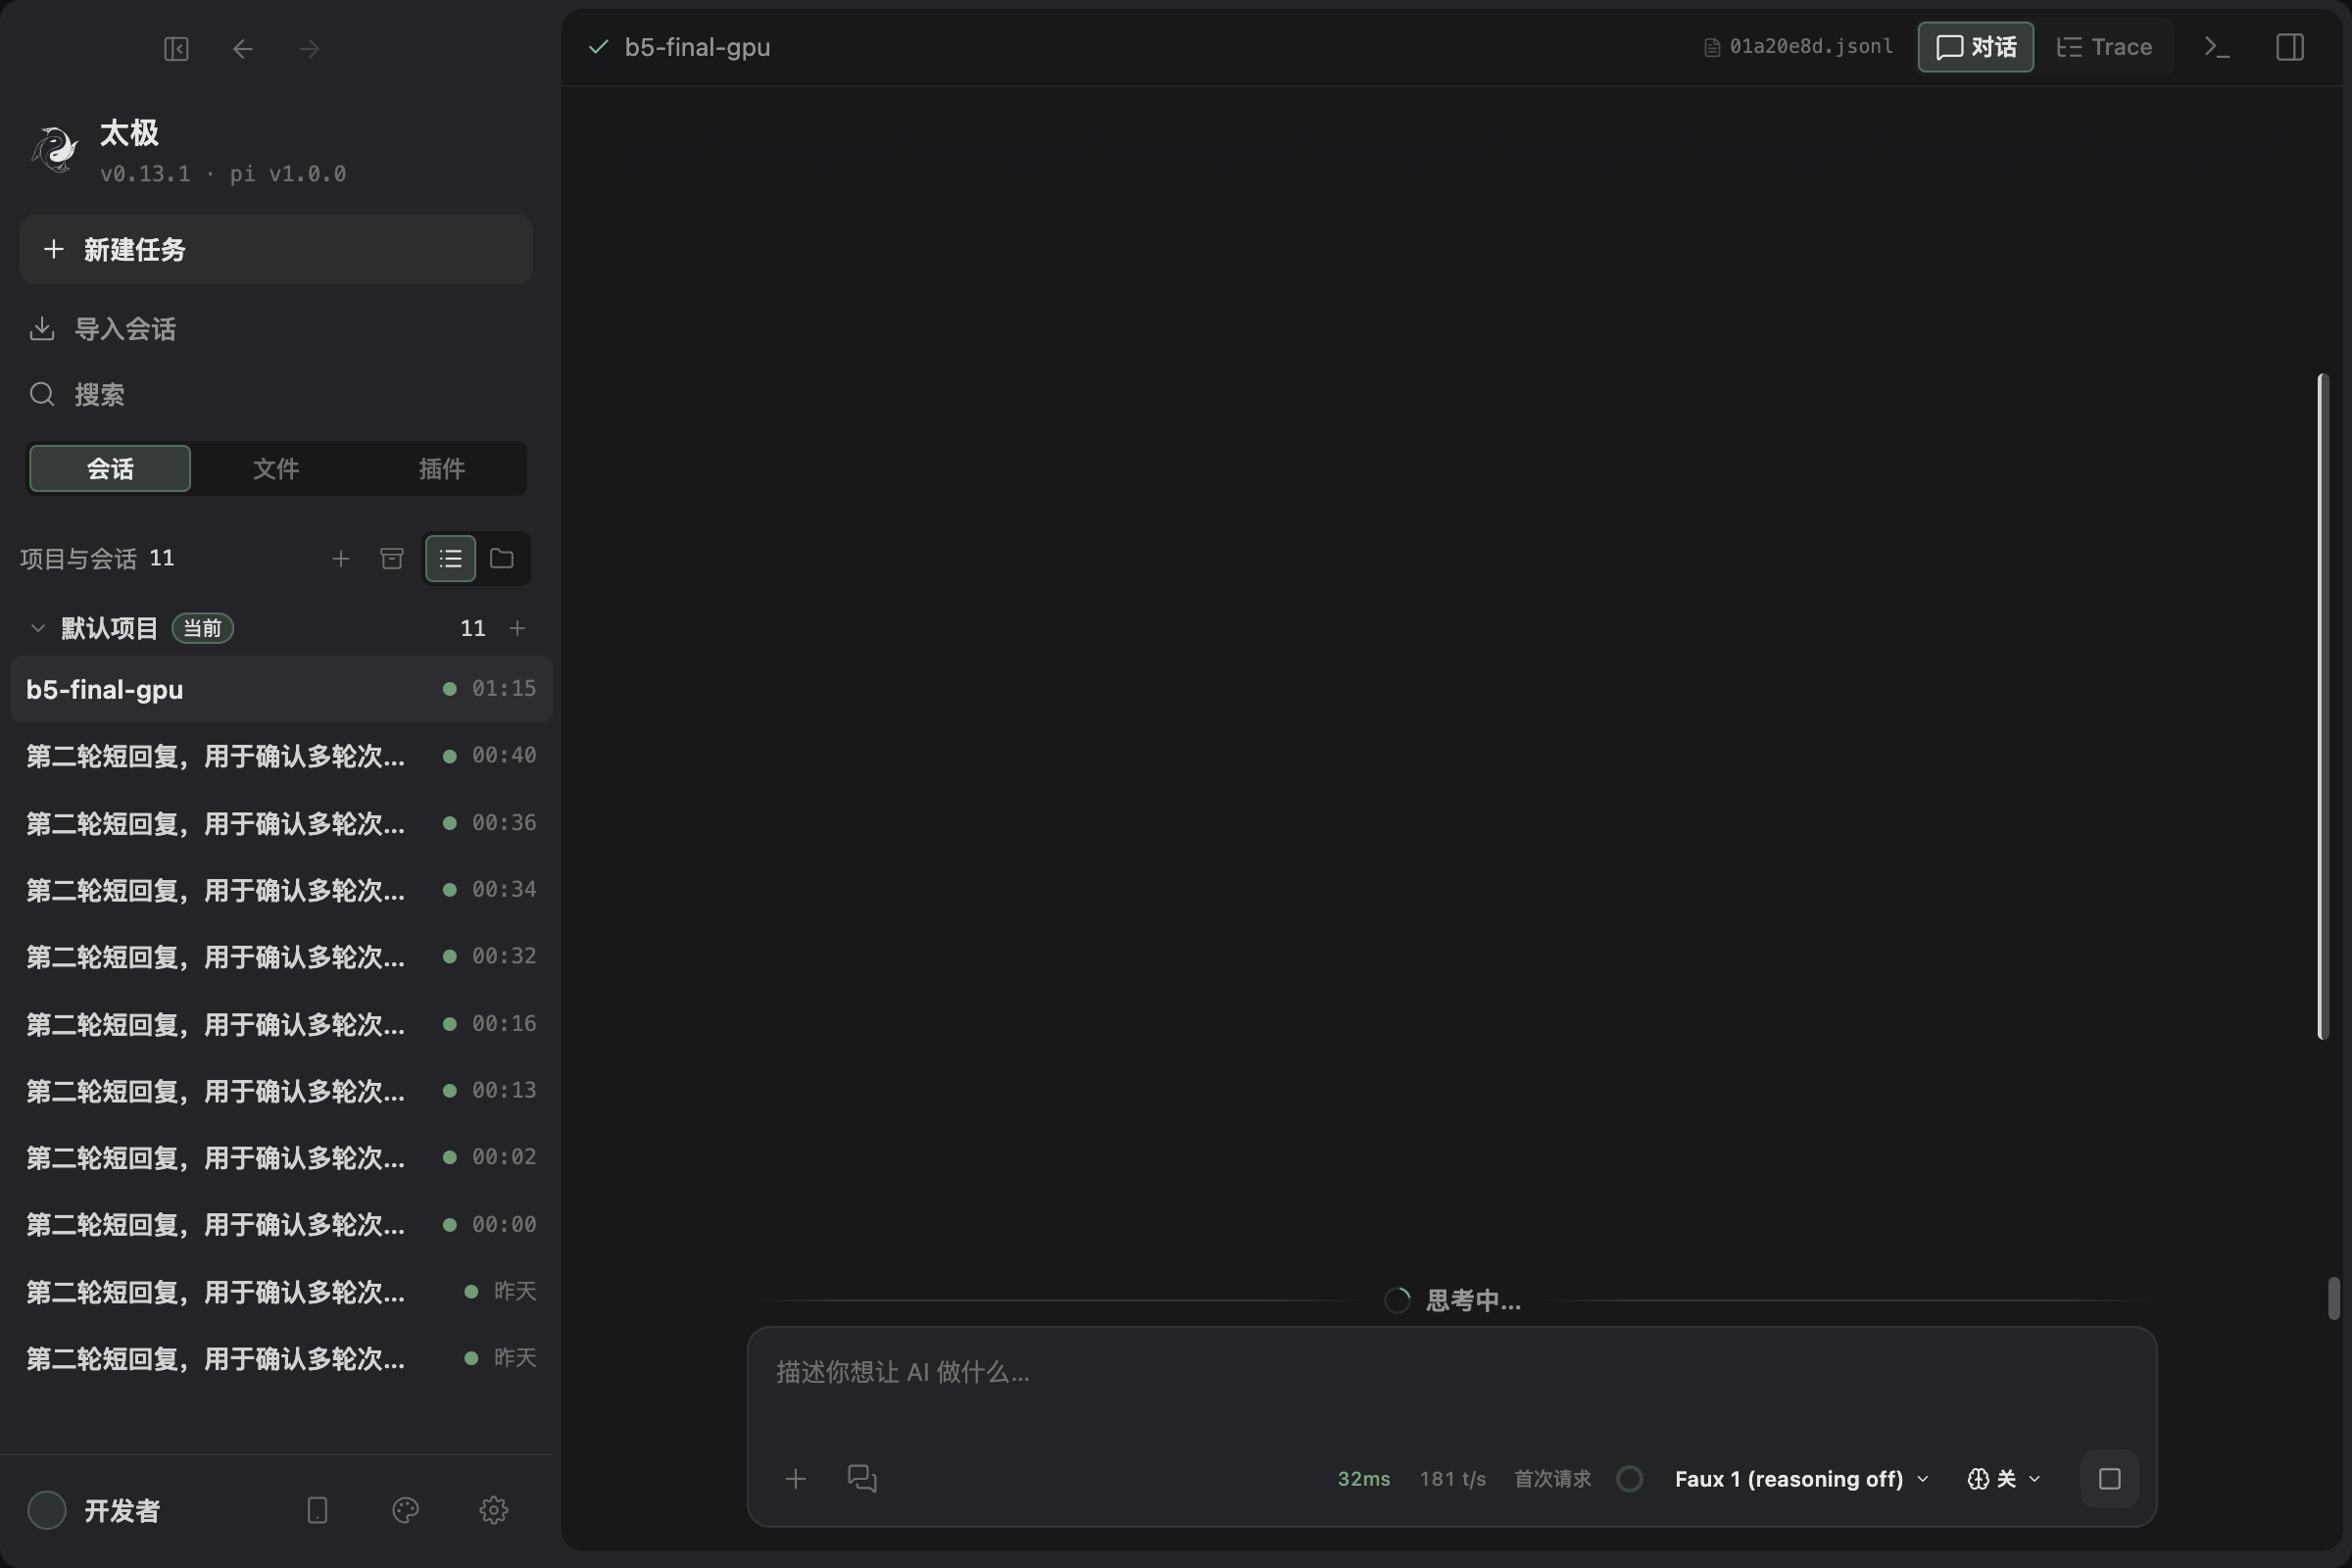 太极
v0.13.1 · pi v1.0.0
新建任务
导入会话
搜索
会话 文件 插件
项目与会话 11
默认项目 当前 11
b5-final-gpu 01:15
第二轮短回复，用于确认多轮次... 00:40
第二轮短回复，用于确认多轮次... 00:36
第二轮短回复，用于确认多轮次... 00:34
第二轮短回复，用于确认多轮次... 00:32
第二轮短回复，用于确认多轮次... 00:16
第二轮短回复，用于确认多轮次... 00:13
第二轮短回复，用于确认多轮次... 00:02
第二轮短回复，用于确认多轮次... 00:00
第二轮短回复，用于确认多轮次... 昨天
第二轮短回复，用于确认多轮次... 昨天
开发者
b5-final-gpu
01a20e8d.jsonl 对话 Trace
思考中...
描述你想让 AI 做什么...
32ms 181 t/s 首次请求 Faux 1 (reasoning off) 关